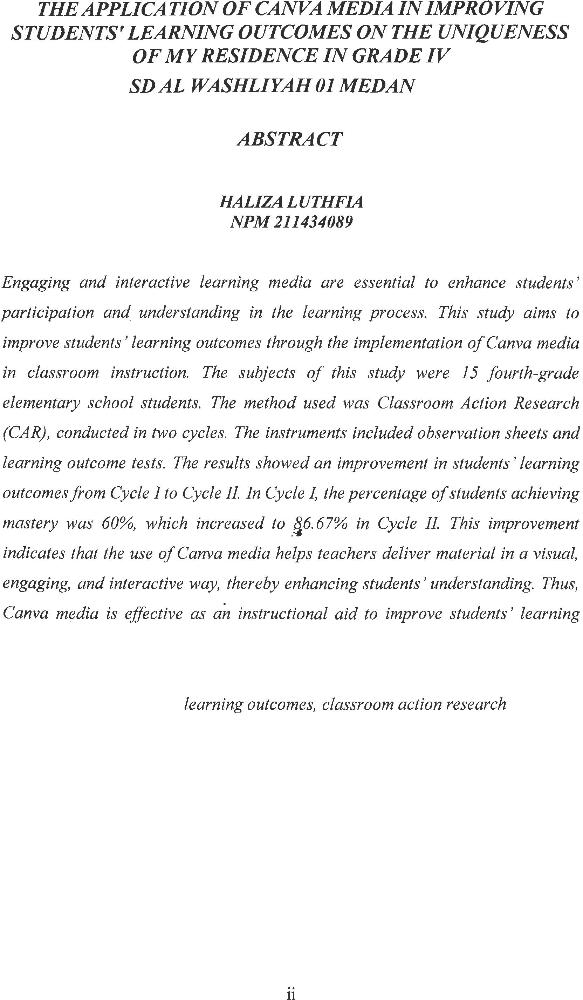 THE APPLICATION OF CANVA MEDIA IN IMPROVING
STUDENTS' LEARNING OUTCOMES ON THE UNIQUENESS
OF MY RESIDENCE IN GRADE IV
SD AL WASHLIYAH 01 MEDAN
ABSTRACT
HALIZA LUTHFIA
NPM 211434089
Engaging and interactive learning media are essential to enhance students’
participation and understanding in the learning process. This study aims to
improve students’ learning outcomes through the implementation of Canva media
in classroom instruction. The subjects of this study were 15 fourth-grade
elementary school students. The method used was Classroom Action Research
(CAR), conducted in two cycles. The instruments included observation sheets and
learning outcome tests. The results showed an improvement in students’ learning
outcomes from Cycle I to Cycle II. In Cycle I, the percentage of students achieving
mastery was 60%, which increased to 86.67% in Cycle II. This improvement
indicates that the use of Canva media helps teachers deliver material in a visual,
engaging, and interactive way, thereby enhancing students’ understanding. Thus,
Canva media is effective as an instructional aid to improve students’ learning
learning outcomes, classroom action research
ii